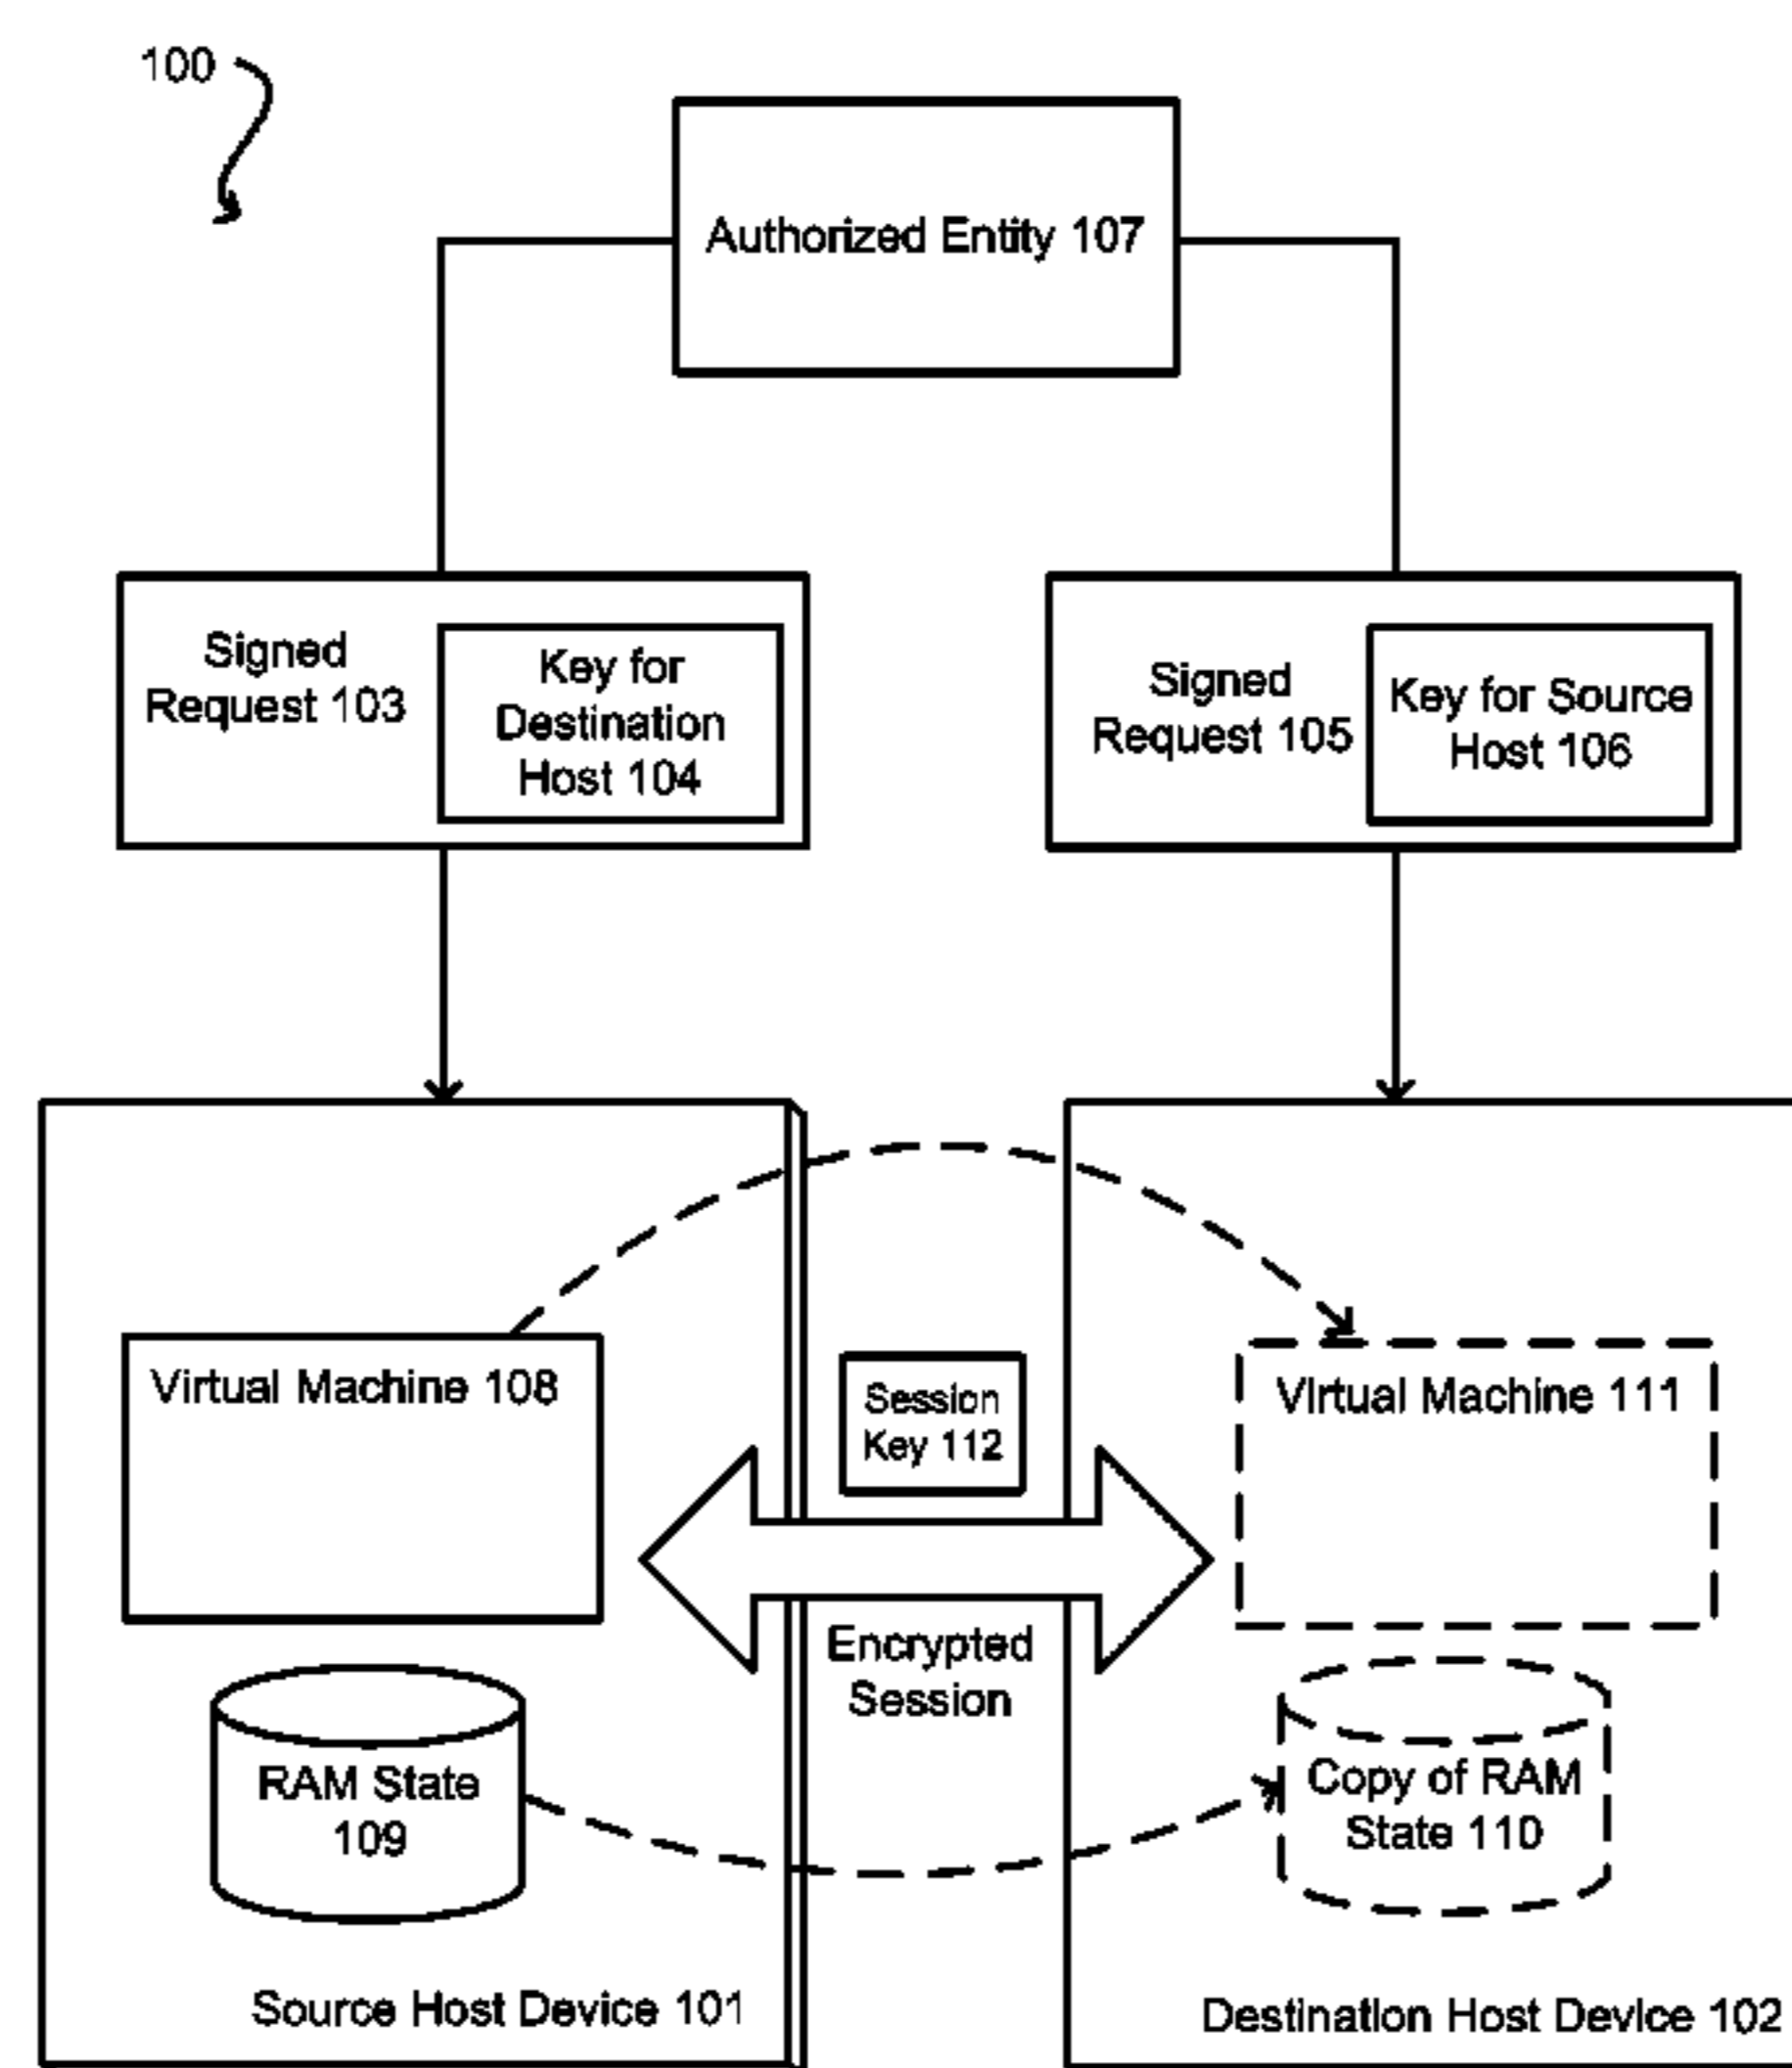 100
Authorized Entity 107
Signed
Request 103
Key for
Destination
Host 104
Signed
Request 105
Key for Source
Host 106
Virtual Machine 108
Session
Key 112
Virtual Machine 111
Encrypted
Session
RAM State
109
Copy of RAM
State 110
Source Host Device 101
Destination Host Device 102